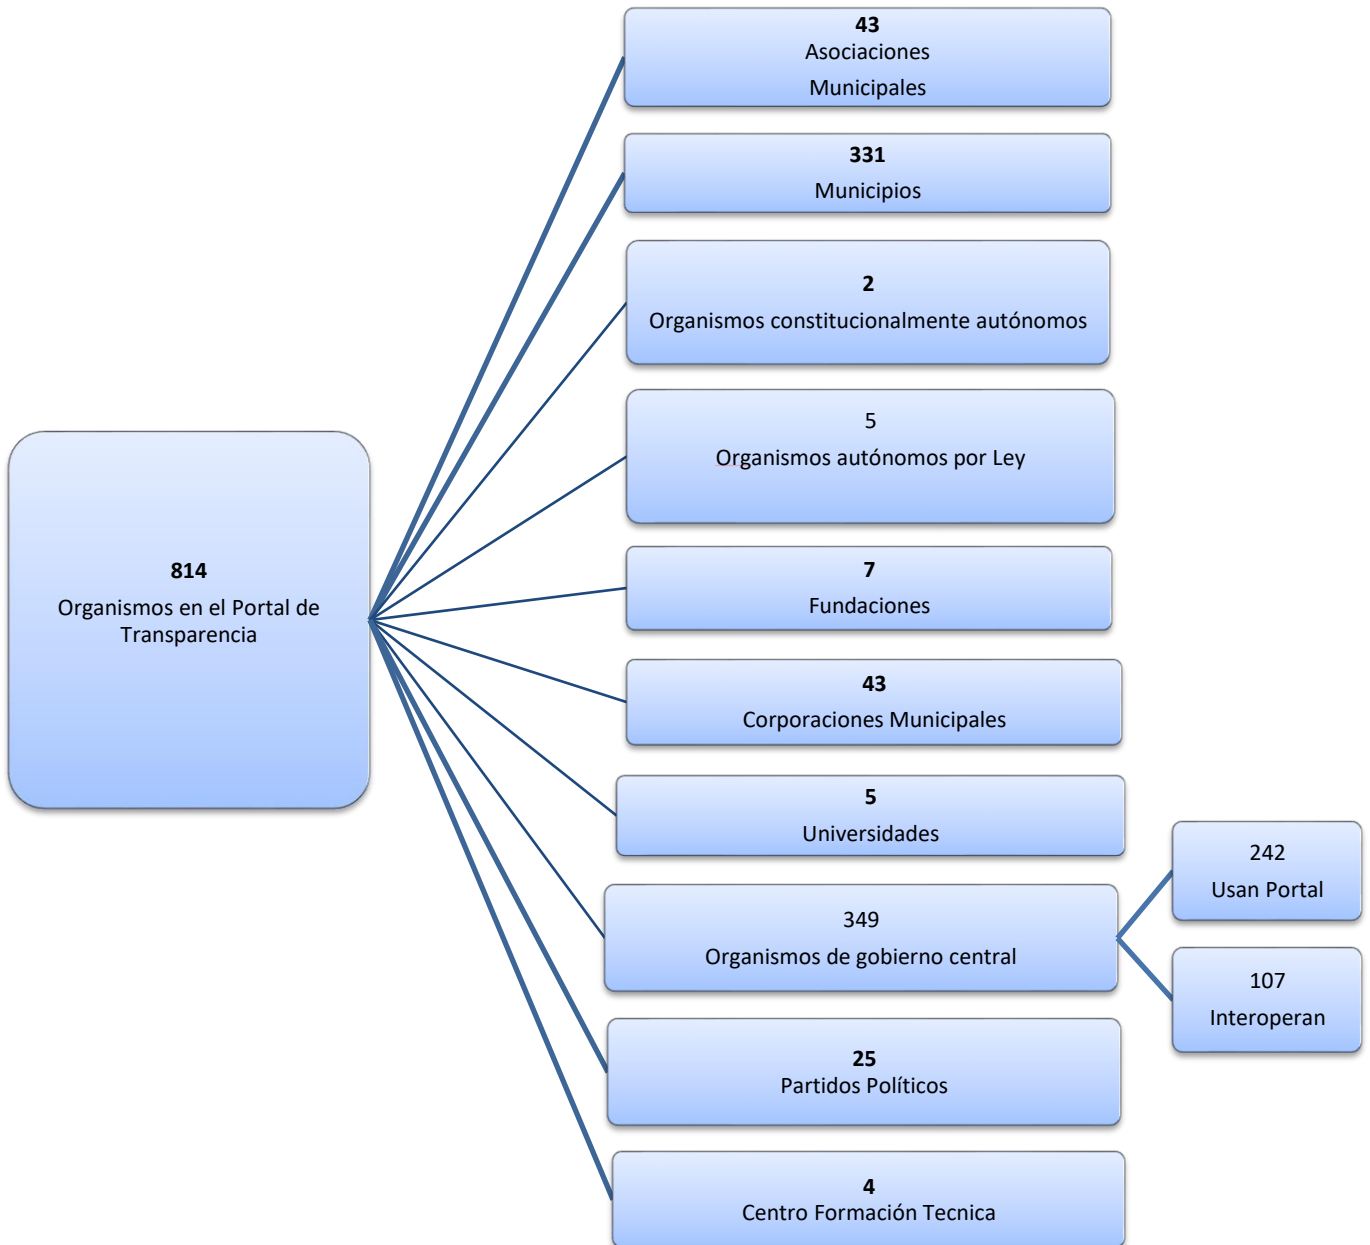 814
Organismos en el Portal de
Transparencia
43
Asociaciones
Municipales
331
Municipios
2
Organismos constitucionalmente autónomos
5
Organismos autónomos por Ley
7
Fundaciones
43
Corporaciones Municipales
5
Universidades
349
Organismos de gobierno central
242
Usan Portal
107
Interoperan
25
Partidos Políticos
4
Centro Formación Tecnica